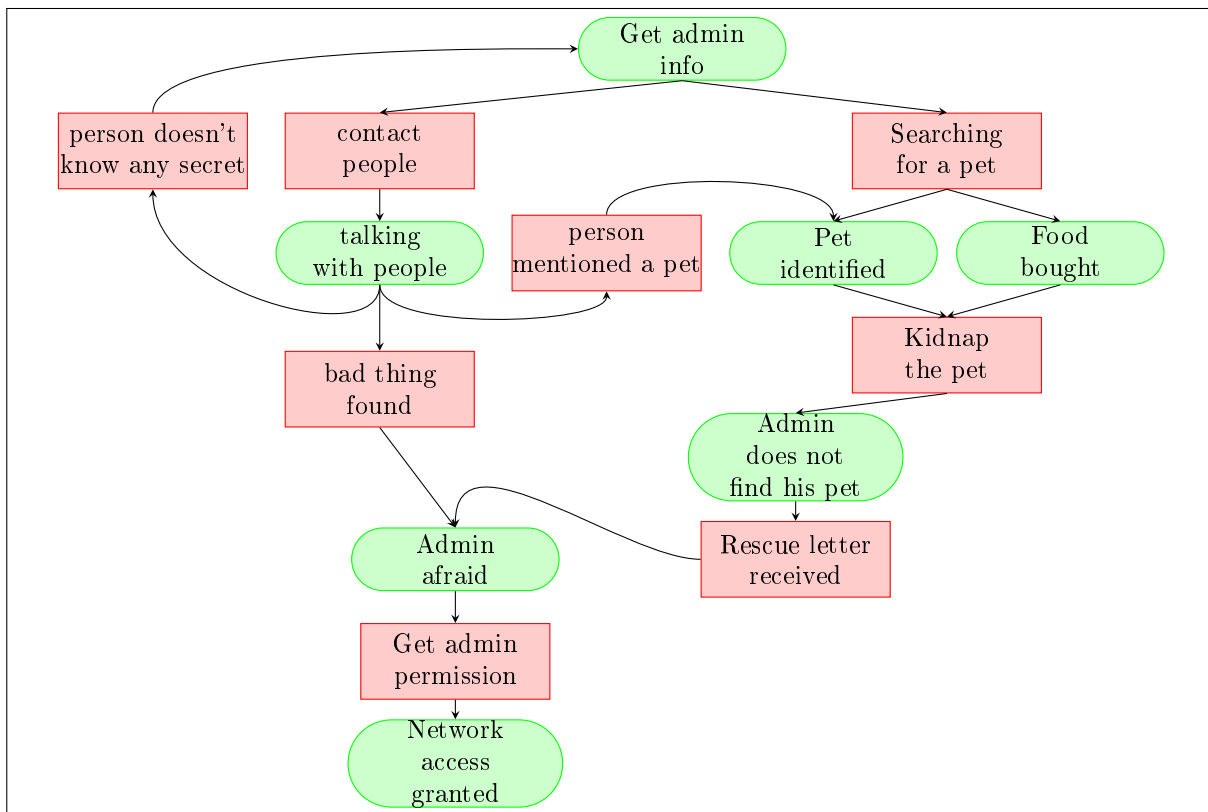 Get admin
info
person doesn't
know any secret
contact
people
Searching
for a pet
talking
with people
person
mentioned a pet
Pet
identified
Food
bought
Kidnap
the pet
bad thing
found
Admin
does not
find his pet
Admin
afraid
Rescue letter
received
Get admin
permission
Network
access
granted